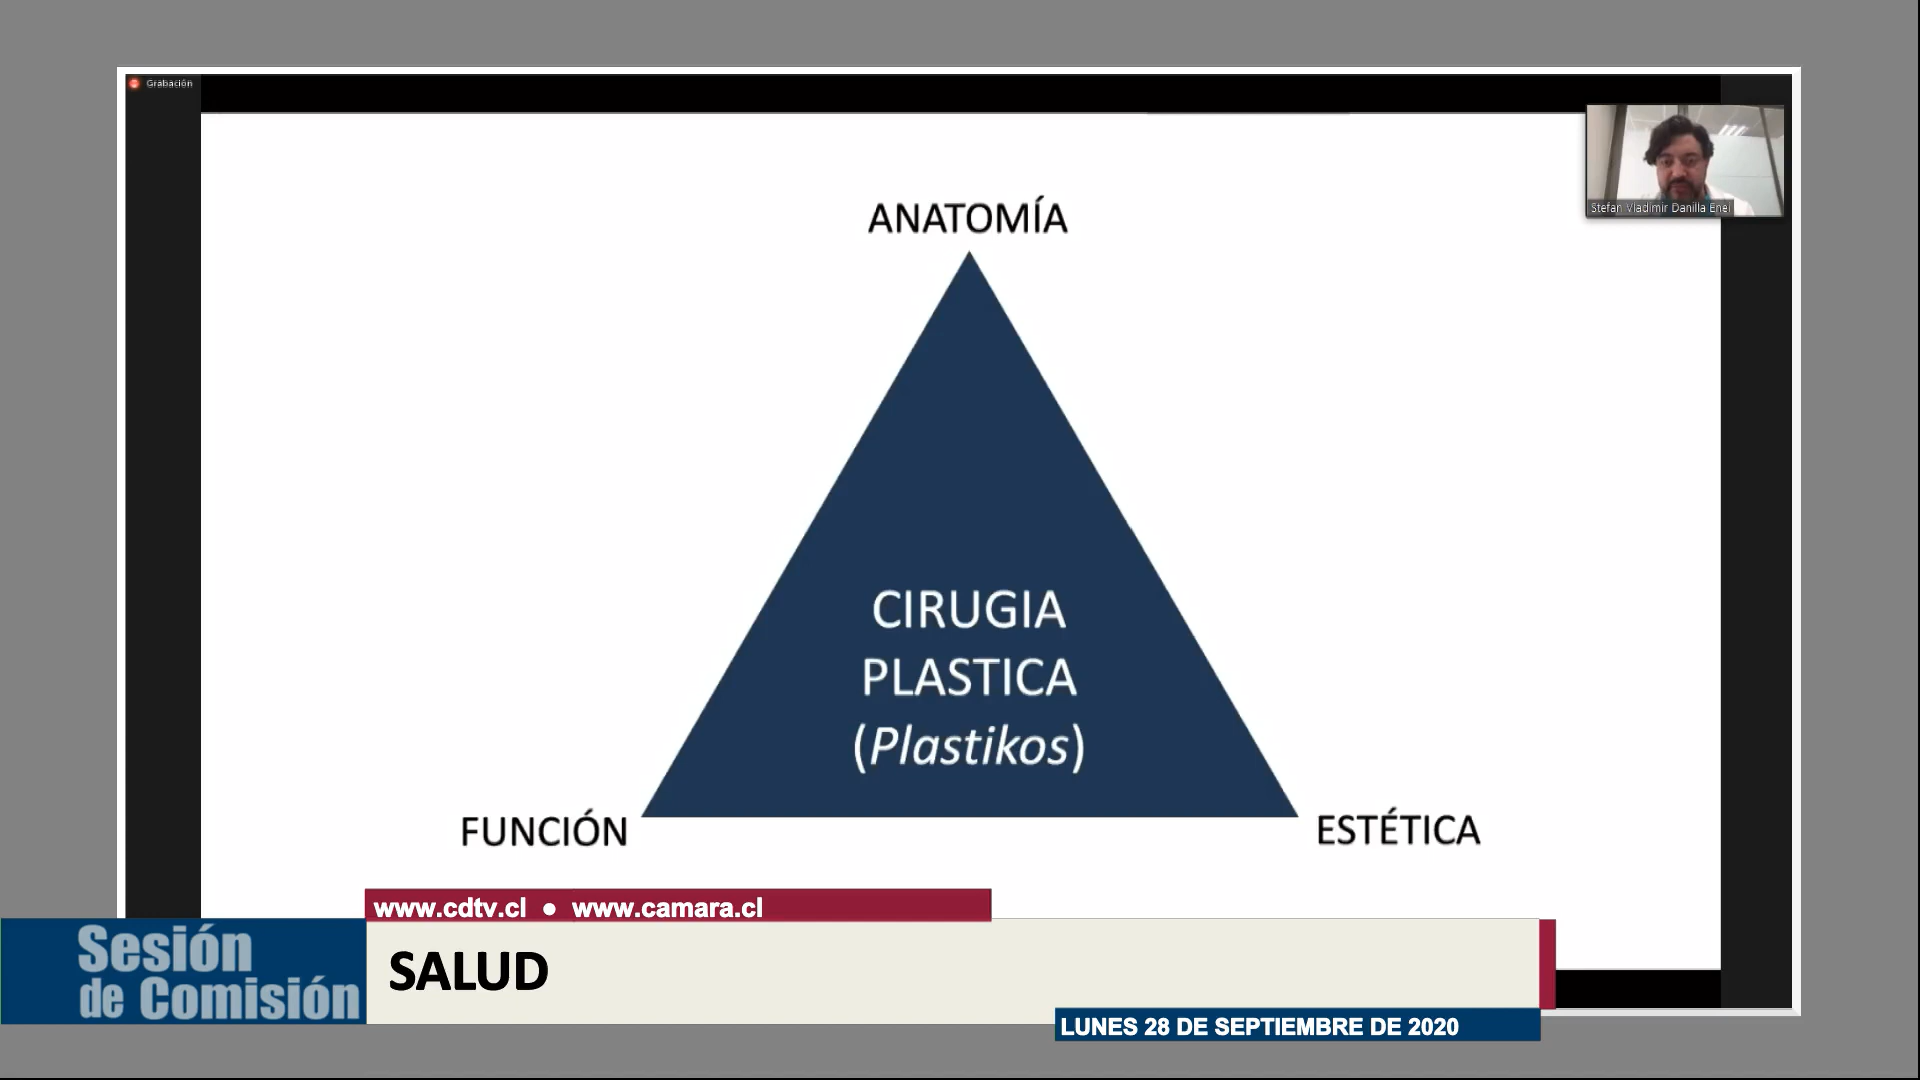 Grabación
Stefan Vladimir Danilla Enei
ANATOMÍA
CIRUGIA
PLASTICA
(Plastikos)
FUNCIÓN
ESTÉTICA
www.cdtv.cl ● www.camara.cl
Sesión
de Comisión
SALUD
LUNES 28 DE SEPTIEMBRE DE 2020